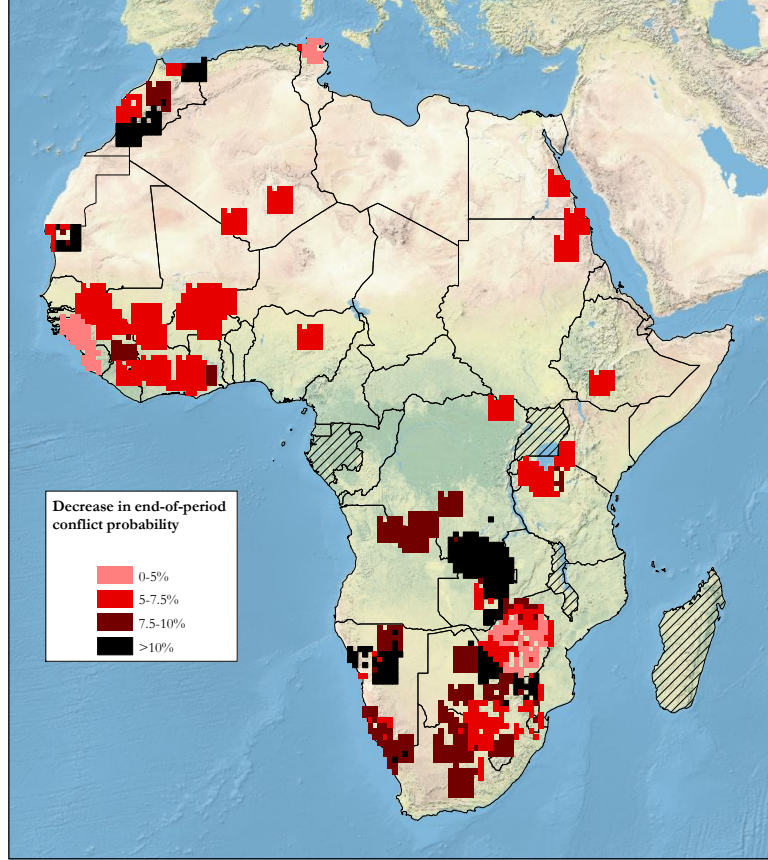 Decrease in end-of-period
conflict probability
0-5%
5-7.5%
7.5-10%
>10%